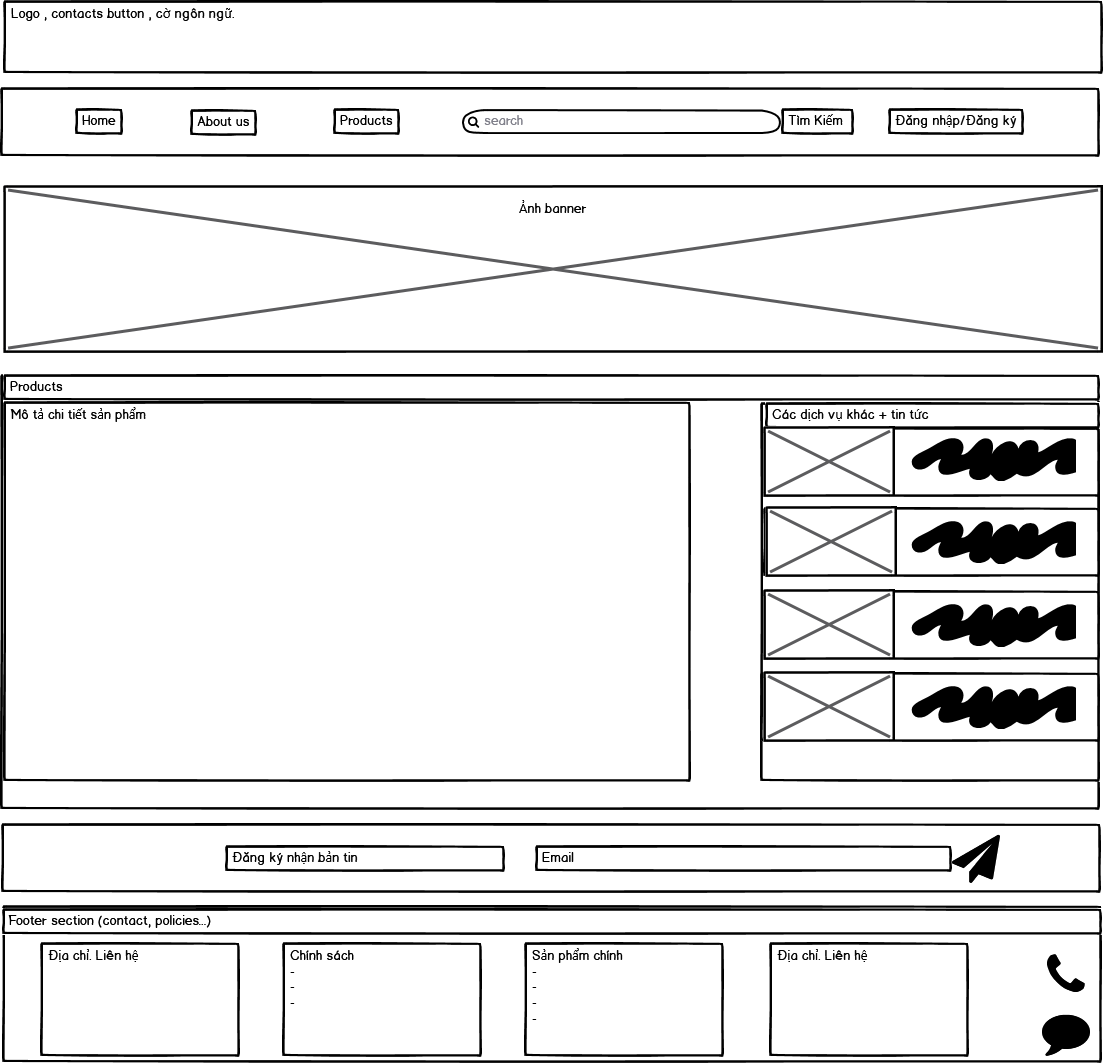 Logo , contacts button , cờ ngôn ngữ.
Home
About us
Products
search
Tìm Kiếm
Đăng nhập/Đăng ký
Ảnh banner
Products
Mô tả chi tiết sản phẩm
Các dịch vụ khác + tin tức
Đăng ký nhận bản tin
Email
Footer section (contact, policies...)
Địa chỉ. Liên hệ
Chính sách
-
-
-
Sản phẩm chính
-
-
-
-
Địa chỉ. Liên hệ